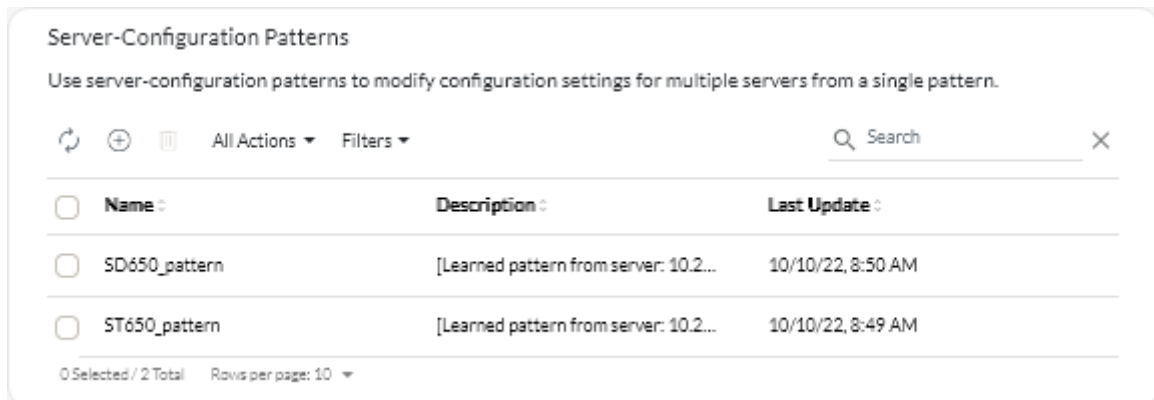 Server-Configuration Patterns
Use server-configuration patterns to modify configuration settings for multiple servers from a single pattern.
All Actions Filters Search
Name Description Last Update
SD650_pattern [Learned pattern from server: 10.2... 10/10/22, 8:50 AM
ST650_pattern [Learned pattern from server: 10.2... 10/10/22, 8:49 AM
0 Selected / 2 Total Rows per page: 10